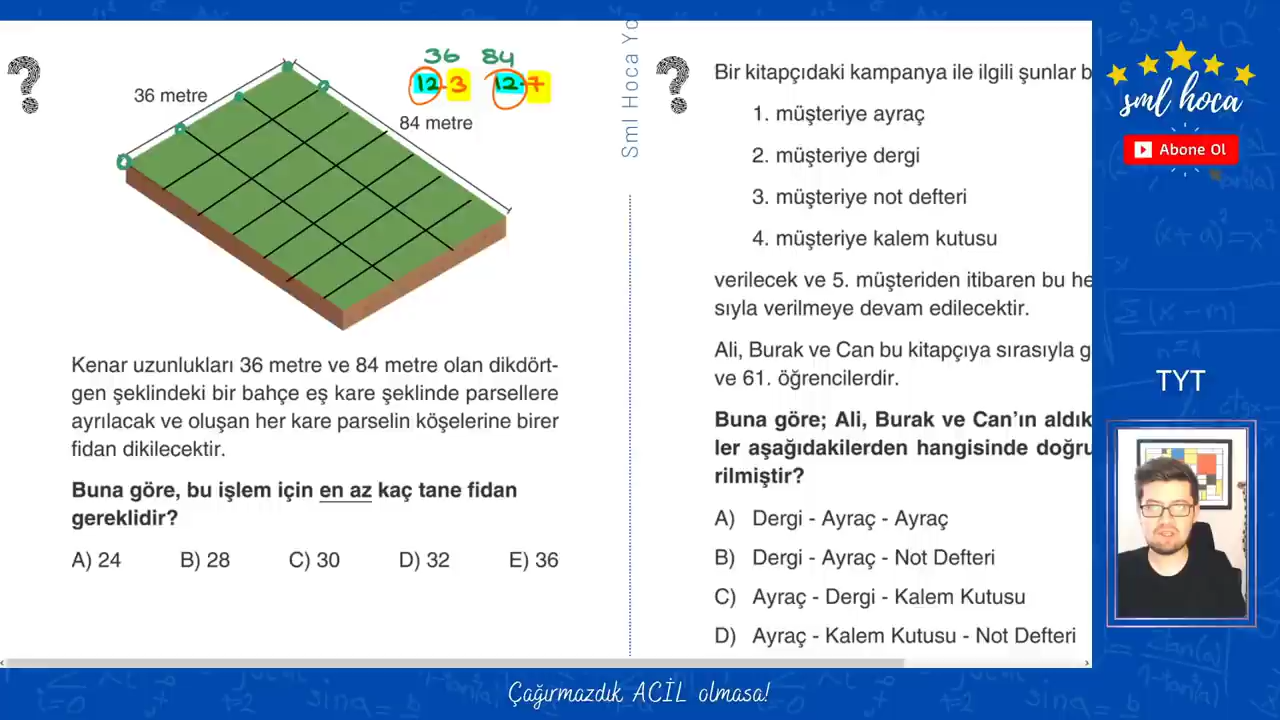 36 84
12·3 12·7
36 metre
84 metre
Kenar uzunlukları 36 metre ve 84 metre olan dikdört-
gen şeklindeki bir bahçe eş kare şeklinde parsellere
ayrılacak ve oluşan her kare parselin köşelerine birer
fidan dikilecektir.
Buna göre, bu işlem için en az kaç tane fidan
gereklidir?
A) 24 B) 28 C) 30 D) 32 E) 36
Sml Hoca Yo
Bir kitapçıdaki kampanya ile ilgili şunlar b
1. müşteriye ayraç
2. müşteriye dergi
3. müşteriye not defteri
4. müşteriye kalem kutusu
verilecek ve 5. müşteriden itibaren bu he
sıyla verilmeye devam edilecektir.
Ali, Burak ve Can bu kitapçıya sırasıyla g
ve 61. öğrencilerdir.
Buna göre; Ali, Burak ve Can'ın aldık
ler aşağıdakilerden hangisinde doğru
rilmiştir?
A) Dergi - Ayraç - Ayraç
B) Dergi - Ayraç - Not Defteri
C) Ayraç - Dergi - Kalem Kutusu
D) Ayraç - Kalem Kutusu - Not Defteri
sml hoca
Abone Ol
TYT
Çağırmazdık ACİL olmasa!